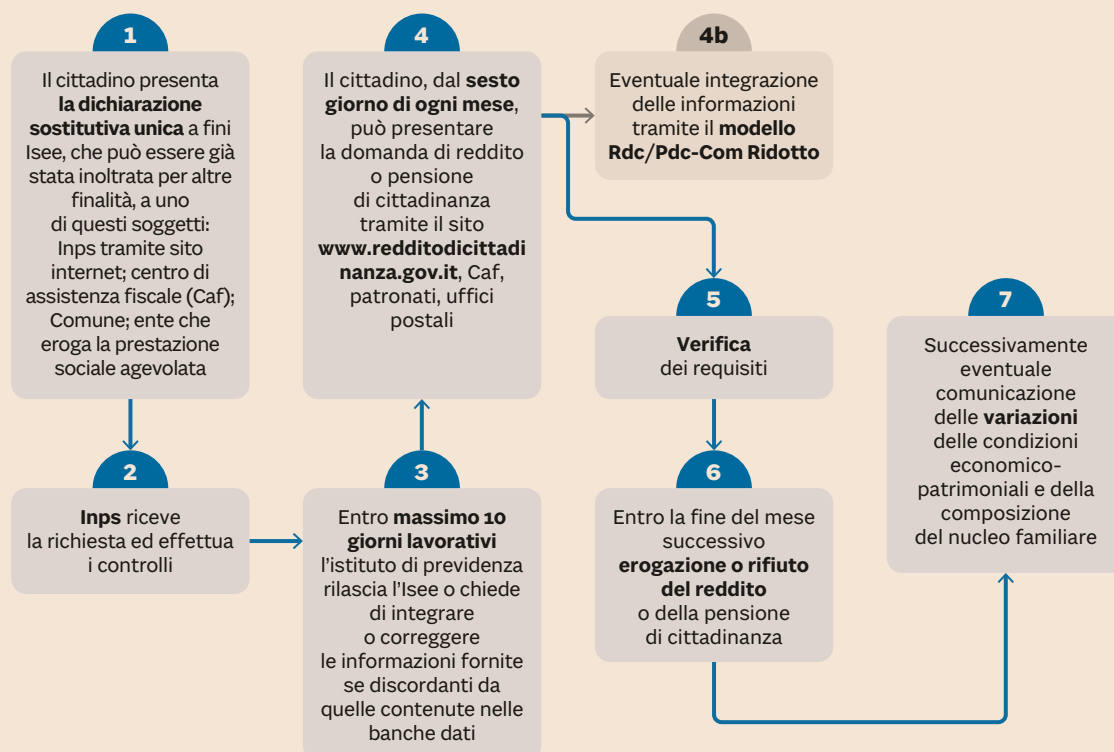 1
Il cittadino presenta
la dichiarazione
sostitutiva unica a fini
Isee, che può essere già
stata inoltrata per altre
finalità, a uno
di questi soggetti:
Inps tramite sito
internet; centro di
assistenza fiscale (Caf);
Comune; ente che
eroga la prestazione
sociale agevolata
2
Inps riceve
la richiesta ed effettua
i controlli
3
Entro massimo 10
giorni lavorativi
l’istituto di previdenza
rilascia l’Isee o chiede
di integrare
o correggere
le informazioni fornite
se discordanti da
quelle contenute nelle
banche dati
4
Il cittadino, dal sesto
giorno di ogni mese,
può presentare
la domanda di reddito
o pensione
di cittadinanza
tramite il sito
www.redditodicittadi
nanza.gov.it, Caf,
patronati, uffici
postali
4b
Eventuale integrazione
delle informazioni
tramite il modello
Rdc/Pdc-Com Ridotto
5
Verifica
dei requisiti
6
Entro la fine del mese
successivo
erogazione o rifiuto
del reddito
o della pensione
di cittadinanza
7
Successivamente
eventuale
comunicazione
delle variazioni
delle condizioni
economico-
patrimoniali e della
composizione
del nucleo familiare